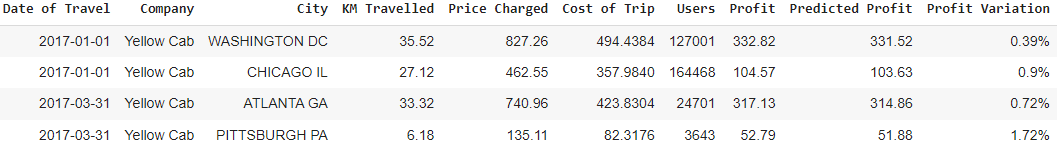 Date of Travel Company City KM Travelled Price Charged Cost of Trip Users Profit Predicted Profit Profit Variation
2017-01-01 Yellow Cab WASHINGTON DC 35.52 827.26 494.4384 127001 332.82 331.52 0.39%
2017-01-01 Yellow Cab CHICAGO IL 27.12 462.55 357.9840 164468 104.57 103.63 0.9%
2017-03-31 Yellow Cab ATLANTA GA 33.32 740.96 423.8304 24701 317.13 314.86 0.72%
2017-03-31 Yellow Cab PITTSBURGH PA 6.18 135.11 82.3176 3643 52.79 51.88 1.72%